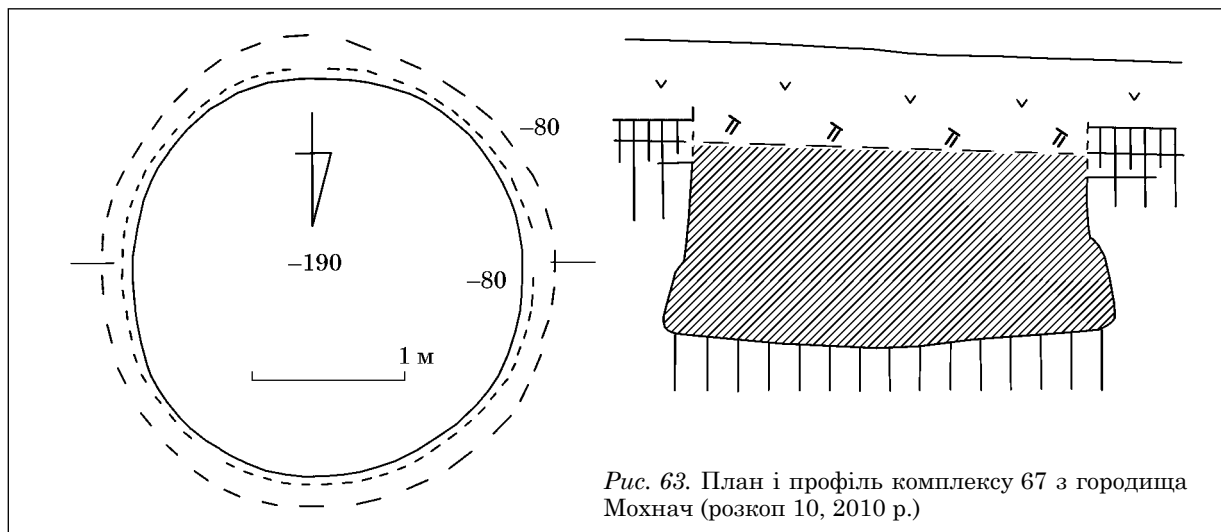 –80
–190
–80
1 м
Рис. 63. План і профіль комплексу 67 з городища
Мохнач (розкоп 10, 2010 р.)